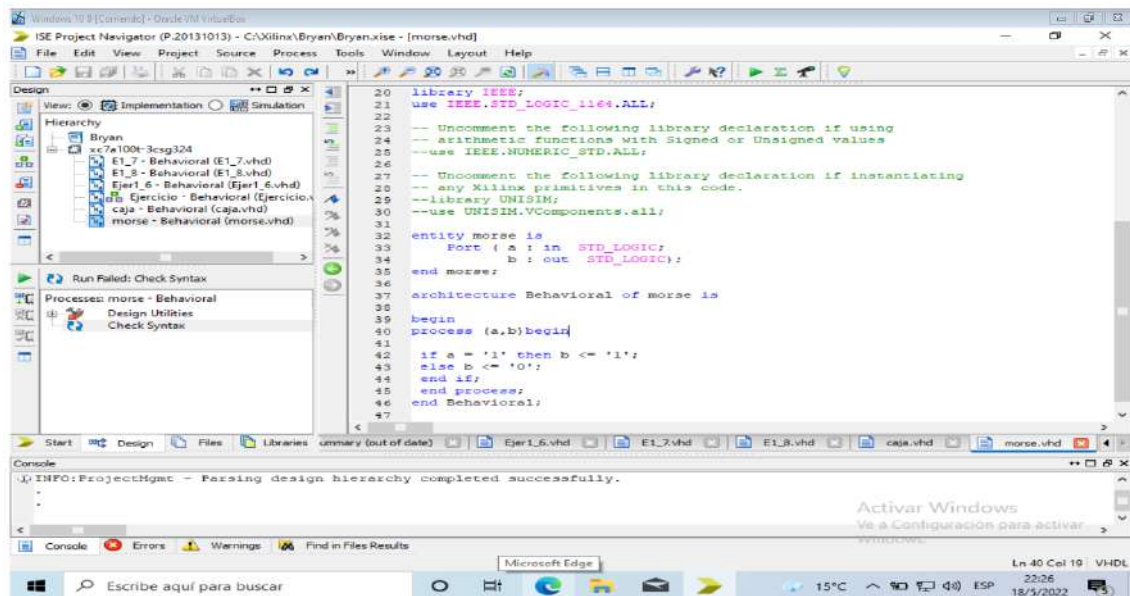 Windows 10 B [Corriendo] - Oracle VM VirtualBox
ISE Project Navigator (P.20131013) - C:\Xilinx\Bryan\Bryan.xise - [morse.vhd]
File Edit View Project Source Process Tools Window Layout Help
Design
View: Implementation Simulation
Hierarchy
Bryan
xc7a100t-3csg324
E1_7 - Behavioral (E1_7.vhd)
E1_8 - Behavioral (E1_8.vhd)
Ejer1_6 - Behavioral (Ejer1_6.vhd)
Ejercicio - Behavioral (Ejercicio.v
caja - Behavioral (caja.vhd)
morse - Behavioral (morse.vhd)
Run Failed: Check Syntax
Processes: morse - Behavioral
Design Utilities
Check Syntax
20 library IEEE;
21 use IEEE.STD_LOGIC_1164.ALL;
22
23 -- Uncomment the following library declaration if using
24 -- arithmetic functions with Signed or Unsigned values
25 --use IEEE.NUMERIC_STD.ALL;
26
27 -- Uncomment the following library declaration if instantiating
28 -- any Xilinx primitives in this code.
29 --library UNISIM;
30 --use UNISIM.VComponents.all;
31
32 entity morse is
33 Port ( a : in STD_LOGIC;
34 b : out STD_LOGIC);
35 end morse;
36
37 architecture Behavioral of morse is
38
39 begin
40 process (a,b)begin
41
42 if a = '1' then b <= '1';
43 else b <= '0';
44 end if;
45 end process;
46 end Behavioral;
47
Start Design Files Libraries ummary (out of date) Ejer1_6.vhd E1_7.vhd E1_8.vhd caja.vhd morse.vhd
Console
INFO:ProjectMgmt - Parsing design hierarchy completed successfully.
Activar Windows
Ve a Configuración para activar
Windows.
Console Errors Warnings Find in Files Results
Microsoft Edge
Ln 40 Col 19 VHDL
Escribe aquí para buscar
15°C ESP 22:26
18/5/2022